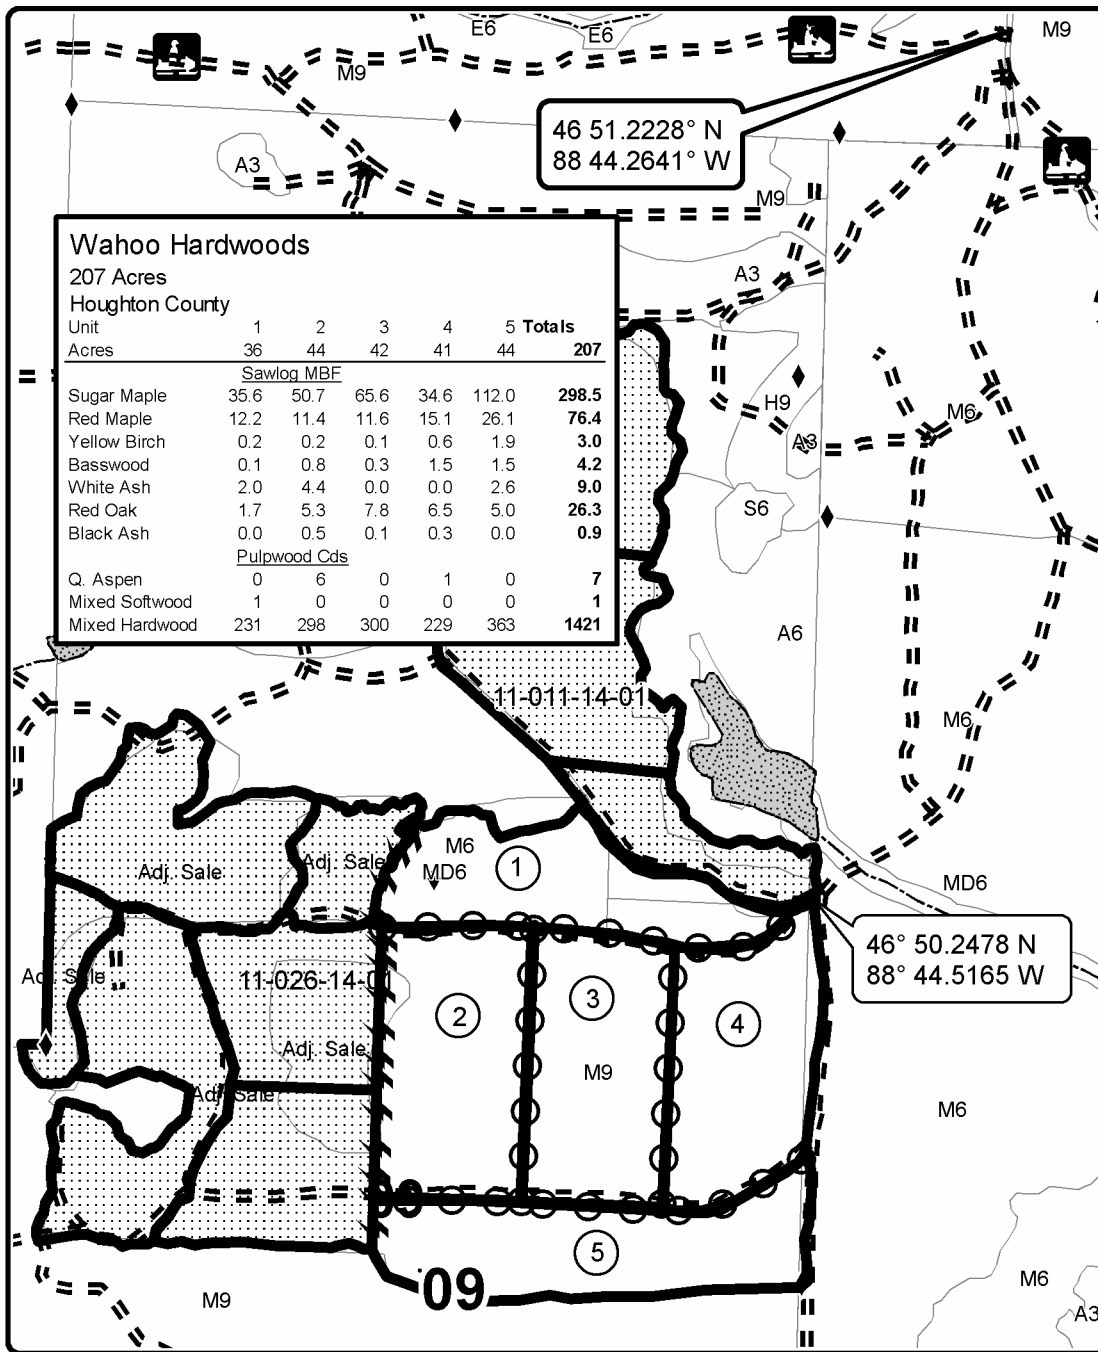 E6
E6
M9
M9
46 51.2228° N
88 44.2641° W
A3
M9
Wahoo Hardwoods
207 Acres
Houghton County
Unit 1 2 3 4 5 Totals
Acres 36 44 42 41 44 207
Sawlog MBF
Sugar Maple 35.6 50.7 65.6 34.6 112.0 298.5
Red Maple 12.2 11.4 11.6 15.1 26.1 76.4
Yellow Birch 0.2 0.2 0.1 0.6 1.9 3.0
Basswood 0.1 0.8 0.3 1.5 1.5 4.2
White Ash 2.0 4.4 0.0 0.0 2.6 9.0
Red Oak 1.7 5.3 7.8 6.5 5.0 26.3
Black Ash 0.0 0.5 0.1 0.3 0.0 0.9
Pulpwood Cds
Q. Aspen 0 6 0 1 0 7
Mixed Softwood 1 0 0 0 0 1
Mixed Hardwood 231 298 300 229 363 1421
A3
H9
M6
A3
S6
A6
11-011-14-01
M6
M6
MD6
1
Adj. Sale
Adj. Sale
MD6
46° 50.2478 N
88° 44.5165 W
Adj. Sale
11-026-14-01
2
3
4
Adj. Sale
M9
Adj. Sale
M6
5
09
M9
M6
A3